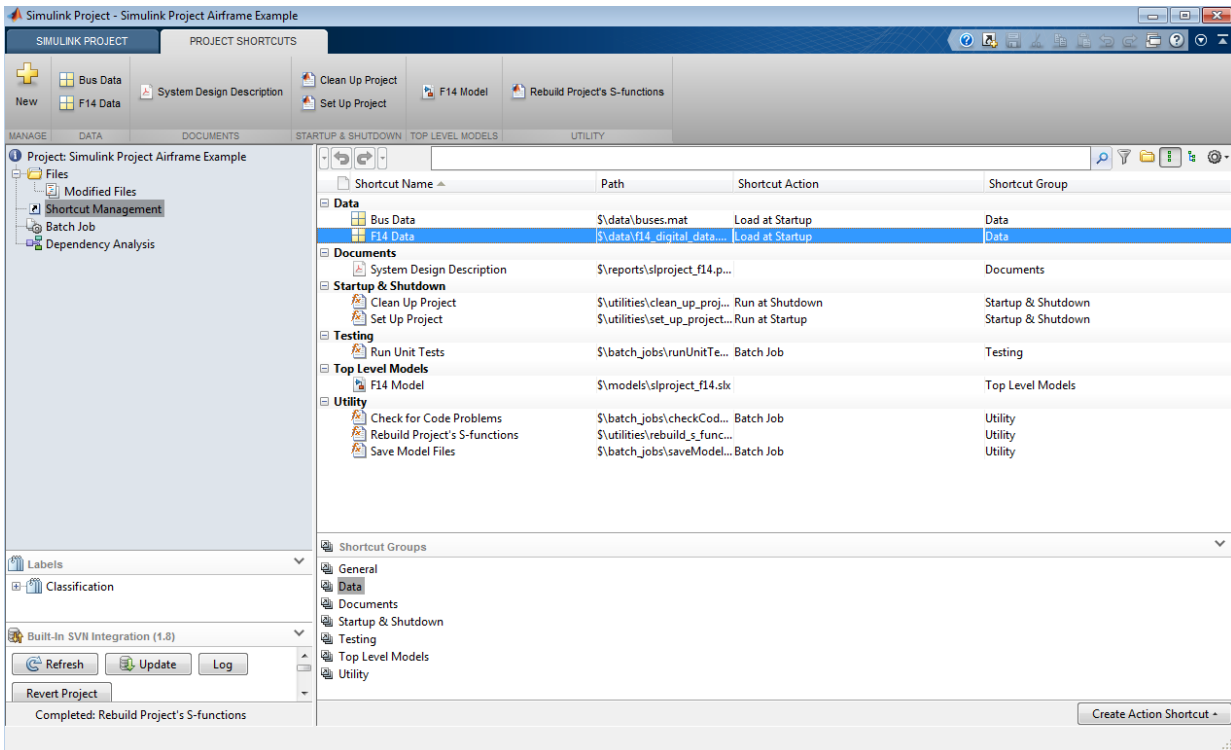 Simulink Project - Simulink Project Airframe Example
SIMULINK PROJECT PROJECT SHORTCUTS
New
Bus Data
F14 Data
System Design Description
Clean Up Project
Set Up Project
F14 Model
Rebuild Project's S-functions
MANAGE DATA DOCUMENTS STARTUP & SHUTDOWN TOP LEVEL MODELS UTILITY
Project: Simulink Project Airframe Example
Files
Modified Files
Shortcut Management
Batch Job
Dependency Analysis
Shortcut Name Path Shortcut Action Shortcut Group
Data
Bus Data $\data\buses.mat Load at Startup Data
F14 Data $\data\f14_digital_data.... Load at Startup Data
Documents
System Design Description $\reports\slproject_f14.p... Documents
Startup & Shutdown
Clean Up Project $\utilities\clean_up_proj... Run at Shutdown Startup & Shutdown
Set Up Project $\utilities\set_up_project... Run at Startup Startup & Shutdown
Testing
Run Unit Tests $\batch_jobs\runUnitTe... Batch Job Testing
Top Level Models
F14 Model $\models\slproject_f14.slx Top Level Models
Utility
Check for Code Problems $\batch_jobs\checkCod... Batch Job Utility
Rebuild Project's S-functions $\utilities\rebuild_s_func... Utility
Save Model Files $\batch_jobs\saveModel... Batch Job Utility
Labels
Classification
Built-In SVN Integration (1.8)
Refresh Update Log
Revert Project
Completed: Rebuild Project's S-functions
Shortcut Groups
General
Data
Documents
Startup & Shutdown
Testing
Top Level Models
Utility
Create Action Shortcut